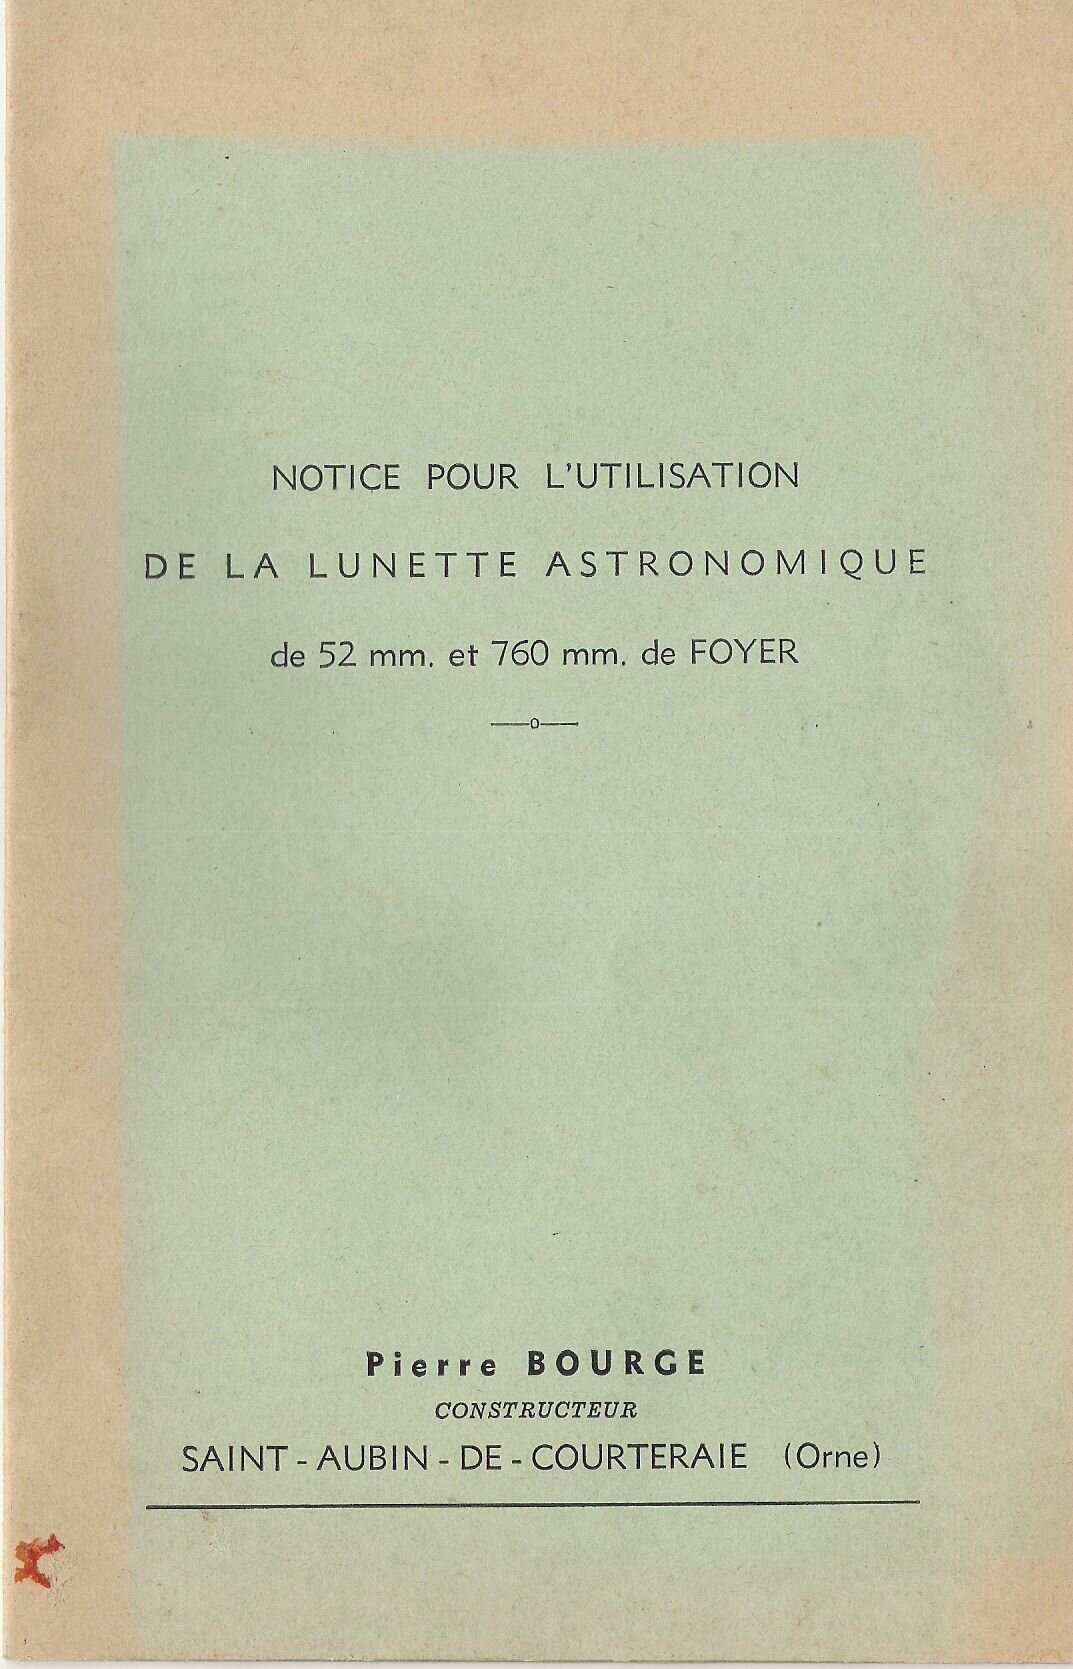 NOTICE POUR L'UTILISATION
DE LA LUNETTE ASTRONOMIQUE
de 52 mm. et 760 mm. de FOYER
Pierre BOURGE
CONSTRUCTEUR
SAINT - AUBIN - DE - COURTERAIE (Orne)